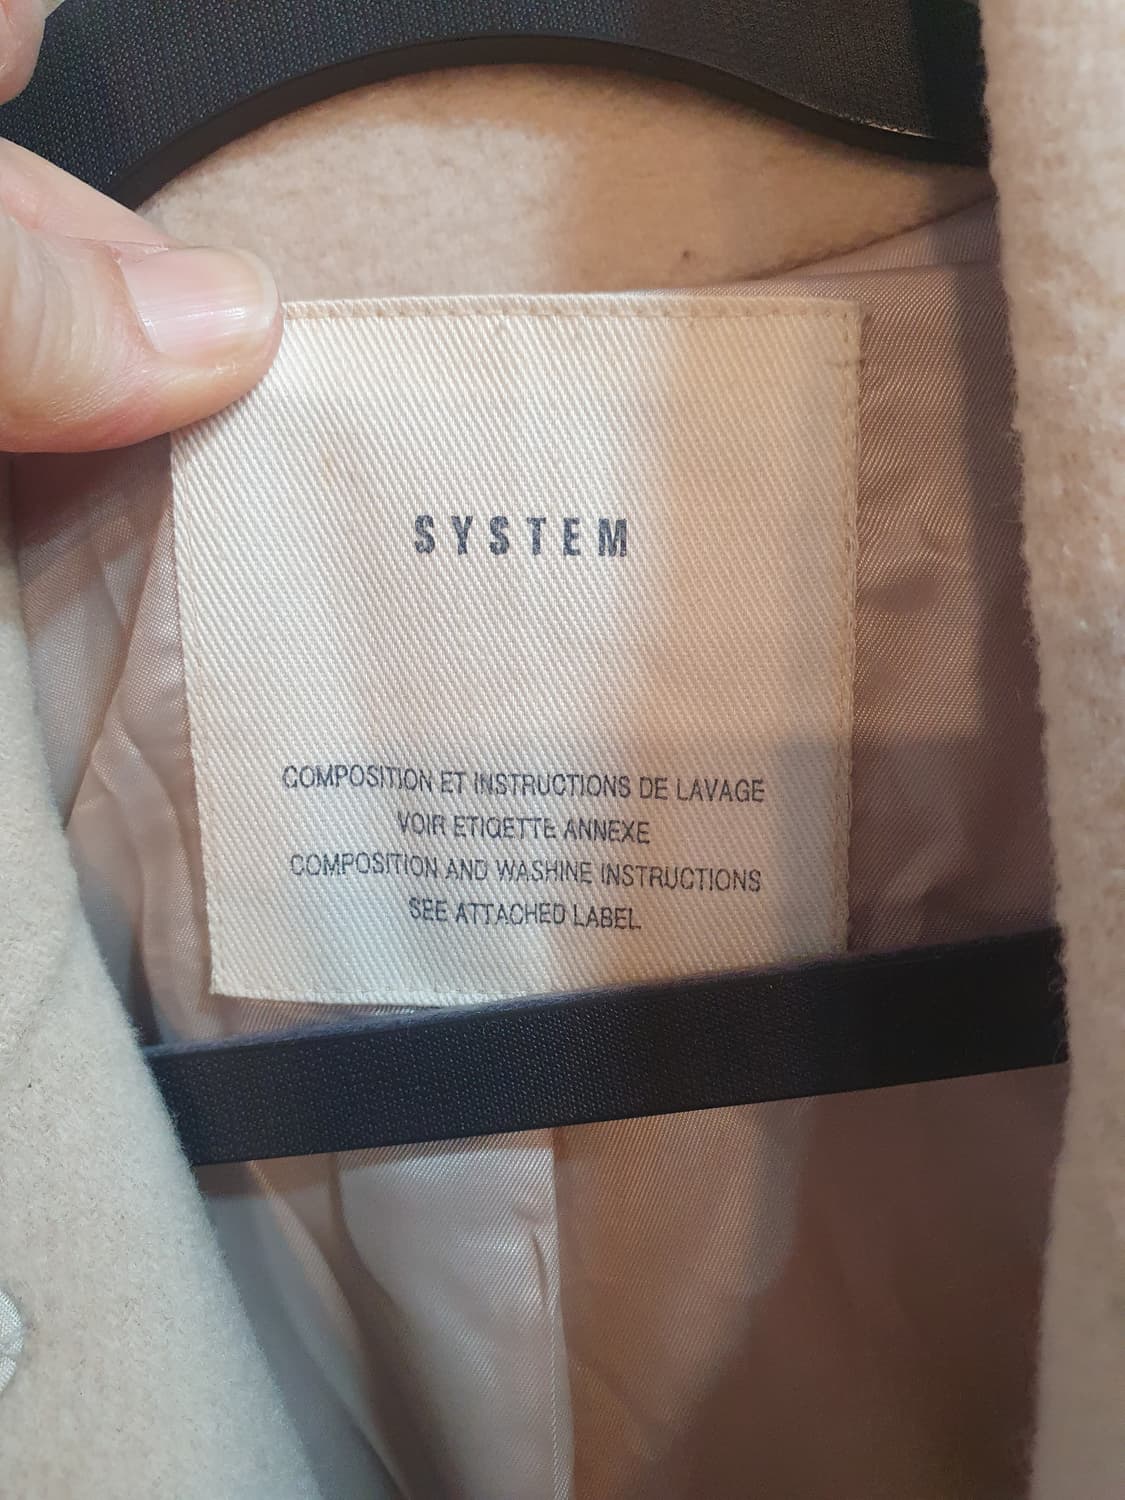 SYSTEM
COMPOSITION ET INSTRUCTIONS DE LAVAGE
VOIR ETIQETTE ANNEXE
COMPOSITION AND WASHINE INSTRUCTIONS
SEE ATTACHED LABEL